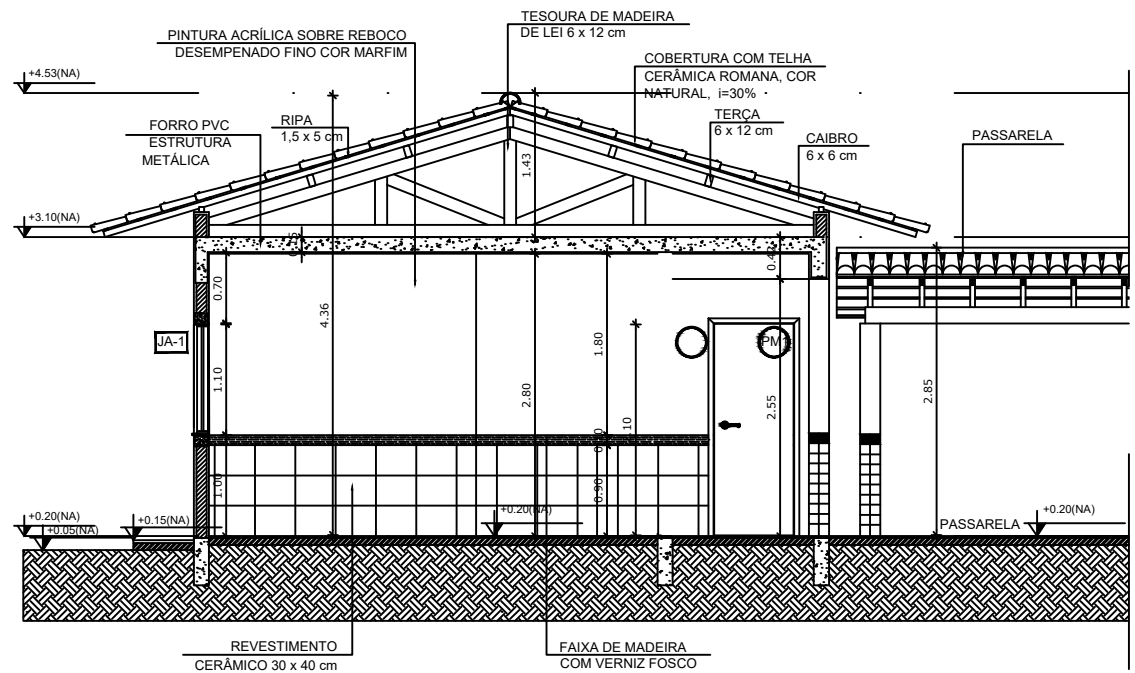 TESOURA DE MADEIRA
DE LEI 6 x 12 cm
PINTURA ACRÍLICA SOBRE REBOCO
DESEMPENADO FINO COR MARFIM
COBERTURA COM TELHA
CERÂMICA ROMANA, COR
NATURAL, i=30%
+4.53(NA)
RIPA
1,5 x 5 cm
TERÇA
6 x 12 cm
FORRO PVC
ESTRUTURA
METÁLICA
CAIBRO
6 x 6 cm
PASSARELA
1.43
+3.10(NA)
0.70
4.36
JA-1
1.80
PM1
1.10
2.80
2.55
2.85
1.00
0.90
+0.20(NA)
+0.05(NA)
+0.15(NA)
+0.20(NA)
PASSARELA
+0.20(NA)
REVESTIMENTO
CERÂMICO 30 x 40 cm
FAIXA DE MADEIRA
COM VERNIZ FOSCO